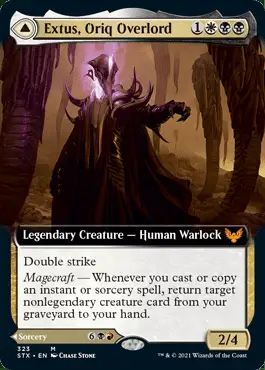 Extus, Oriq Overlord 1
Legendary Creature — Human Warlock
Double strike
Magecraft — Whenever you cast or copy
an instant or sorcery spell, return target
nonlegendary creature card from your
graveyard to your hand.
Sorcery 6
2/4
323 M
STX • EN CHASE STONE
™ & © 2021 Wizards of the Coast